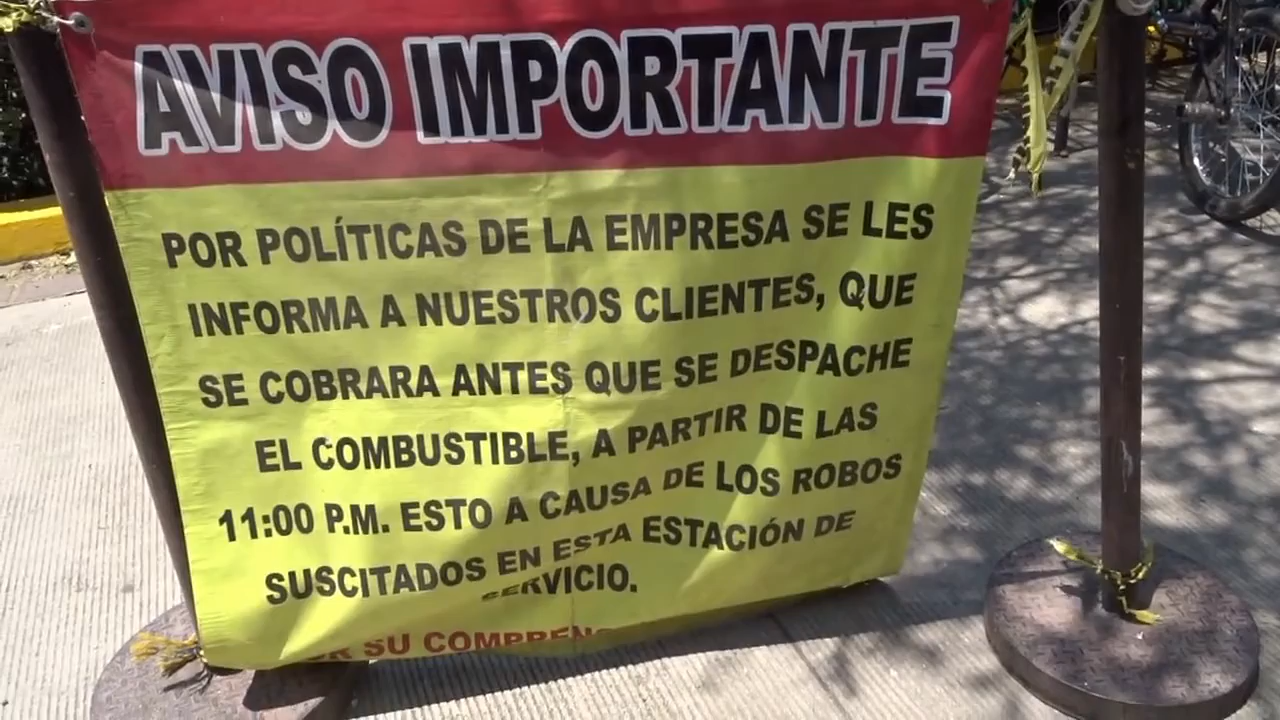 AVISO IMPORTANTE
POR POLÍTICAS DE LA EMPRESA SE LES
INFORMA A NUESTROS CLIENTES, QUE
SE COBRARA ANTES QUE SE DESPACHE
EL COMBUSTIBLE, A PARTIR DE LAS
11:00 P.M. ESTO A CAUSA DE LOS ROBOS
SUSCITADOS EN ESTA ESTACIÓN DE
SERVICIO.
SU